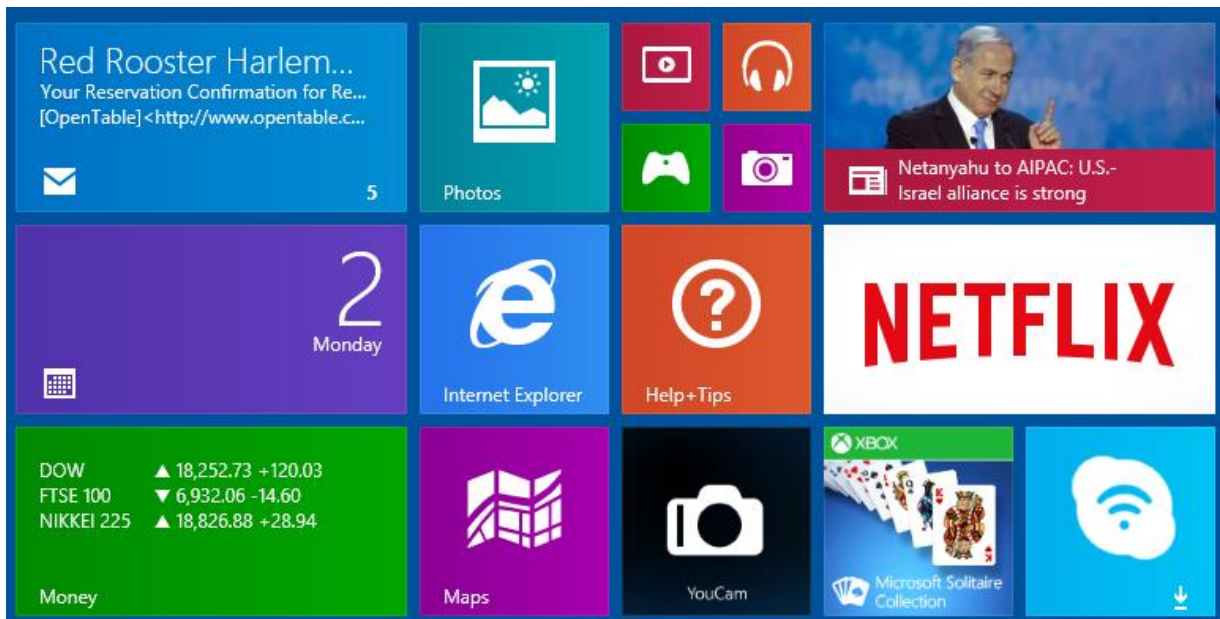 Red Rooster Harlem...
Your Reservation Confirmation for Re...
[OpenTable]<http://www.opentable.c...
5
Photos
AIPAC
Netanyahu to AIPAC: U.S.-
Israel alliance is strong
2
Monday
Internet Explorer
Help+Tips
NETFLIX
DOW ▲ 18,252.73 +120.03
FTSE 100 ▼ 6,932.06 -14.60
NIKKEI 225 ▲ 18,826.88 +28.94
Money
Maps
YouCam
XBOX
K
Microsoft Solitaire
Collection